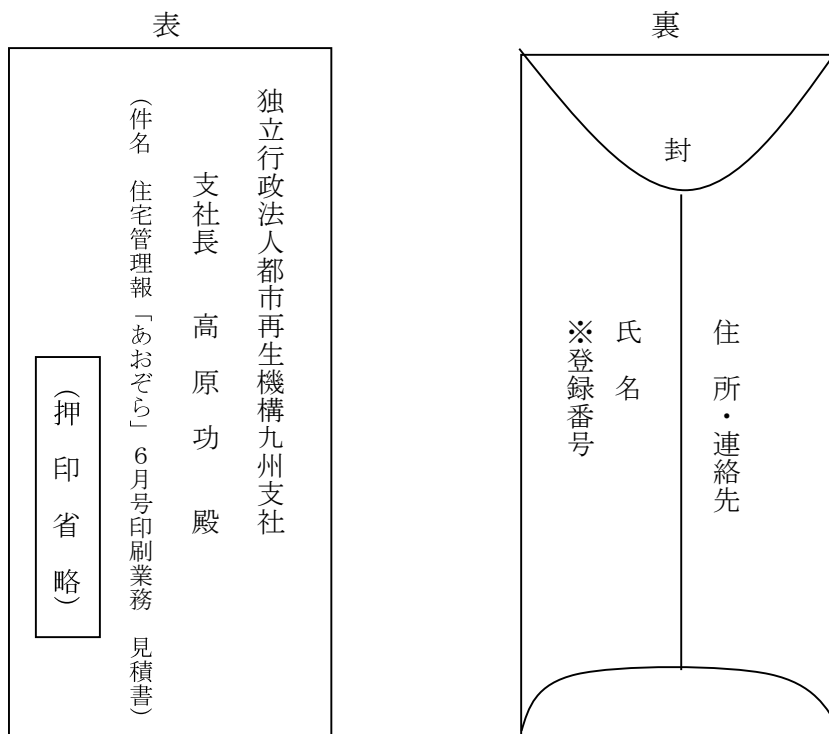 表
独立行政法人都市再生機構九州支社
支社長　高　原　功　殿
（件名　住宅管理報「あおぞら」６月号印刷業務　見積書）
（押　印　省　略）
裏
封
住　所・連絡先
氏　名
※登録番号